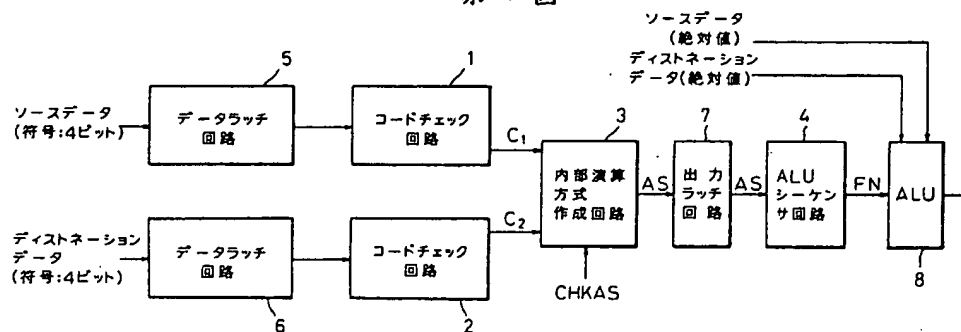 ソースデータ
(絶対値)
ディストネーション
データ(絶対値)
5
1
ソースデータ
(符号:4ビット)
データラッチ
回路
コードチェック
回路
C₁
3
7
4
内部演算
方式
作成回路
AS
出力
ラッチ
回路
AS
ALU
シーケン
サ回路
FN
ALU
ディストネーション
データ
(符号:4ビット)
データラッチ
回路
コードチェック
回路
C₂
CHKAS
8
6
2